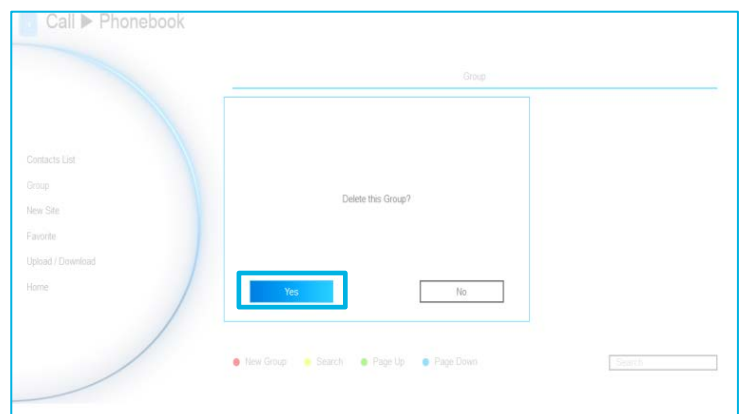 Call ▶ Phonebook
Group
Contacts List
Group
New Site
Favorite
Upload / Download
Home
Delete this Group?
Yes No
New Group Search Page Up Page Down Search